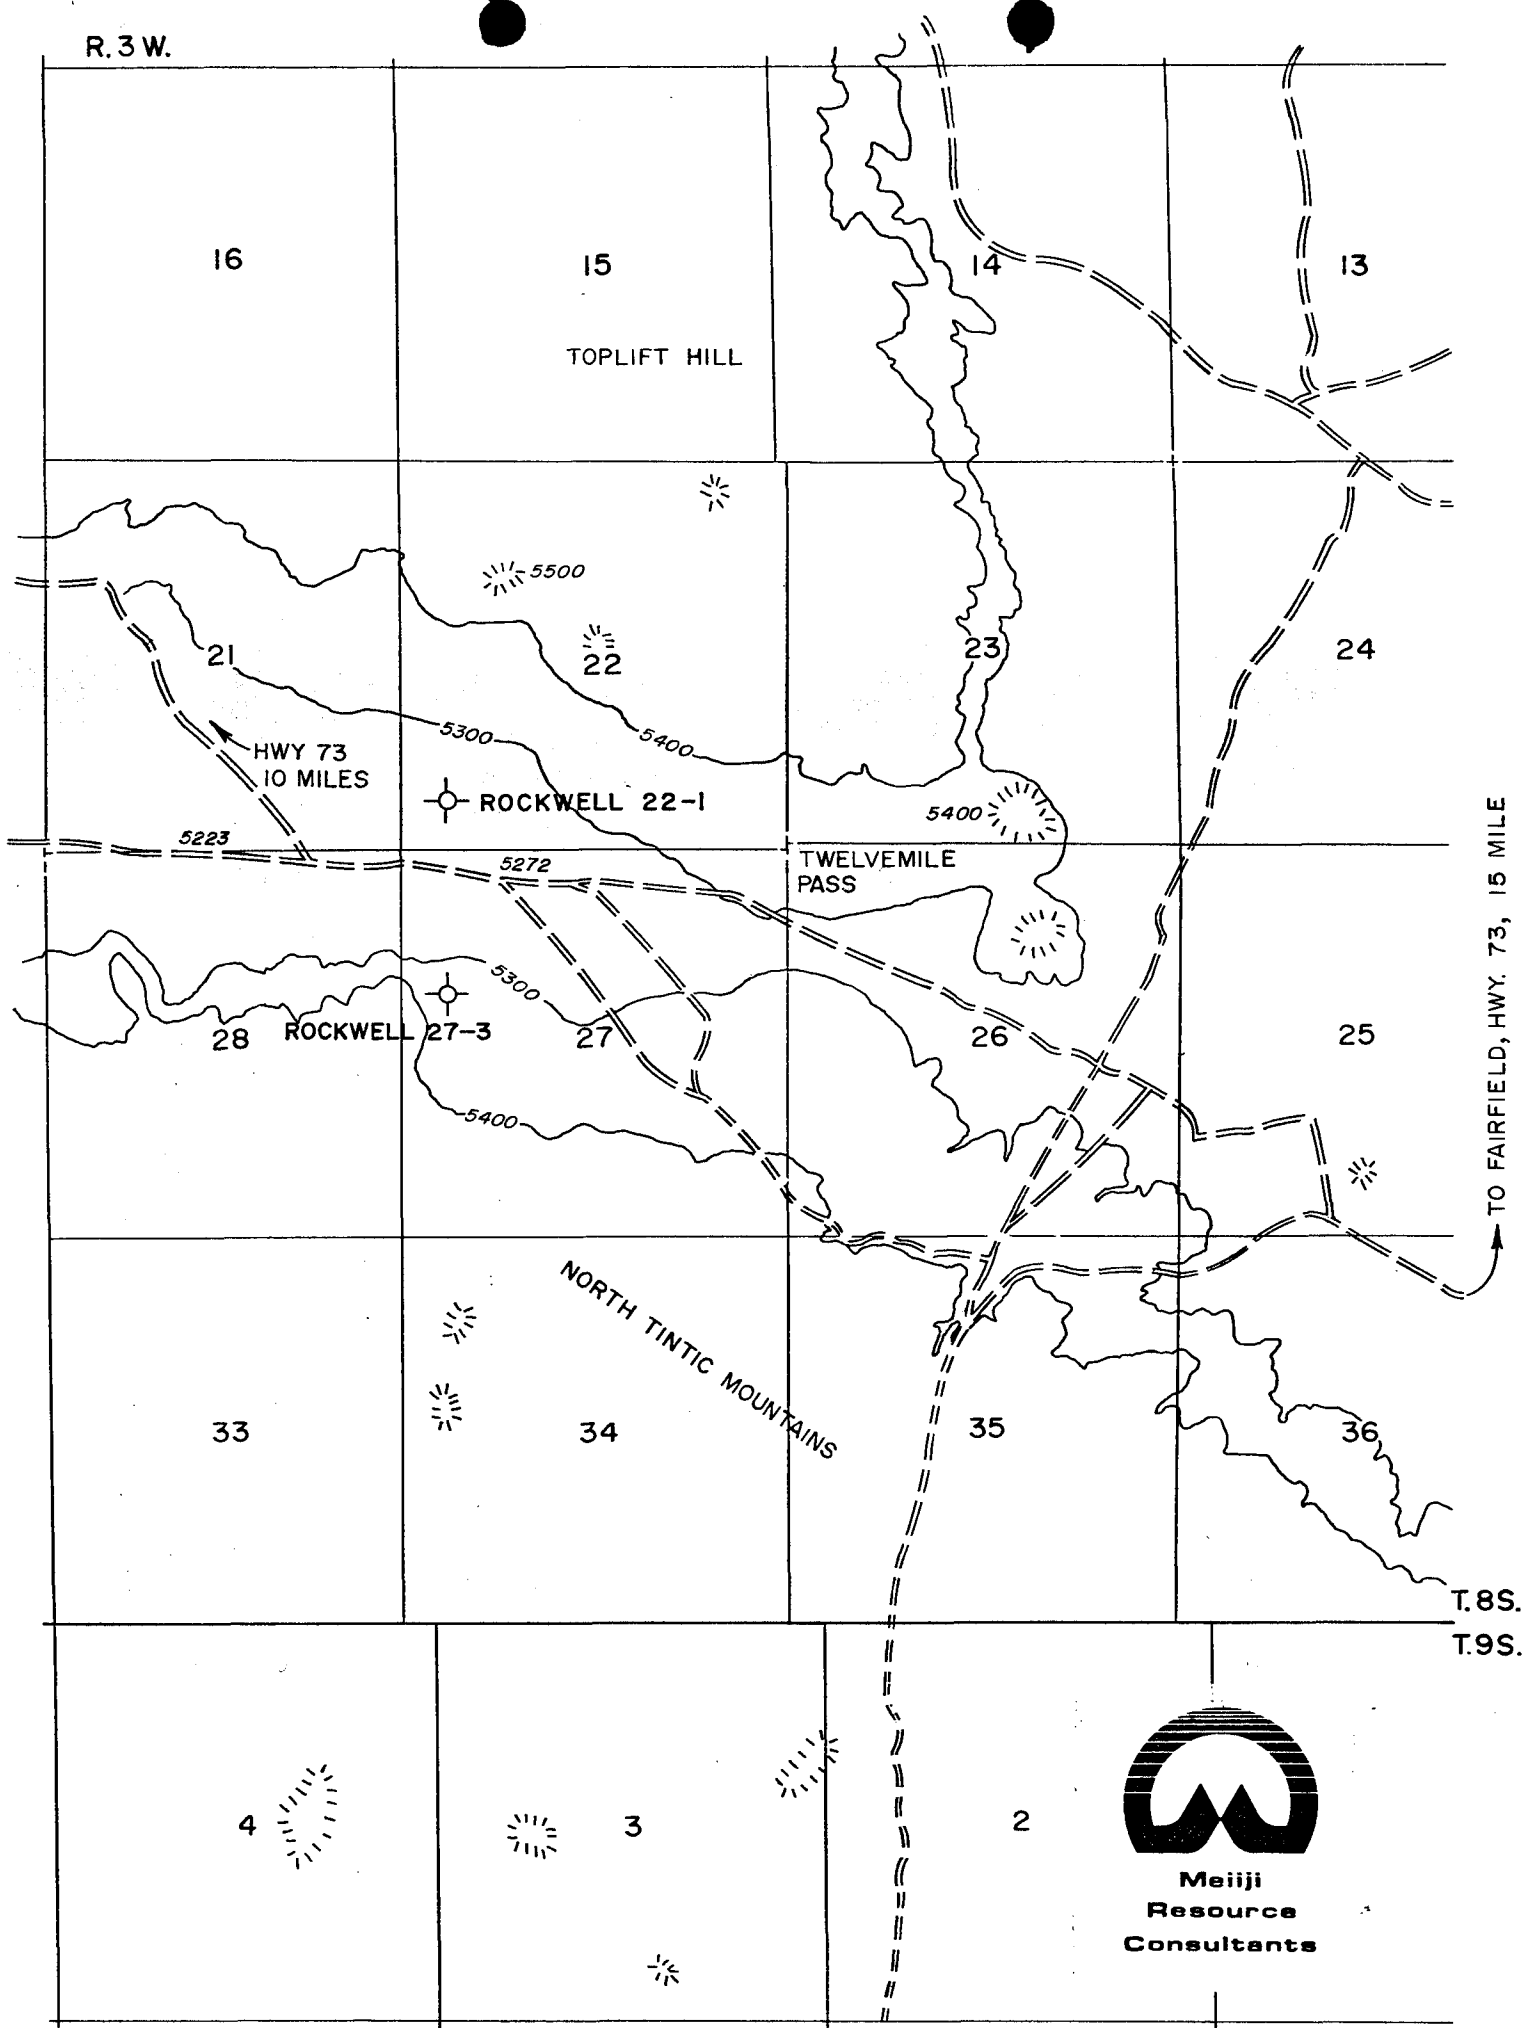 R. 3 W.
16
15
14
13
TOPLIFT HILL
5500
21
22
23
24
5300
5400
HWY 73
10 MILES
ROCKWELL 22-1
5400
5223
5272
TWELVEMILE
PASS
TO FAIRFIELD, HWY. 73, 15 MILE
5300
28
ROCKWELL 27-3
27
26
25
5400
NORTH TINTIC MOUNTAINS
33
34
35
36
T.8S.
T.9S.
4
3
2
Meiiji
Resource
Consultants